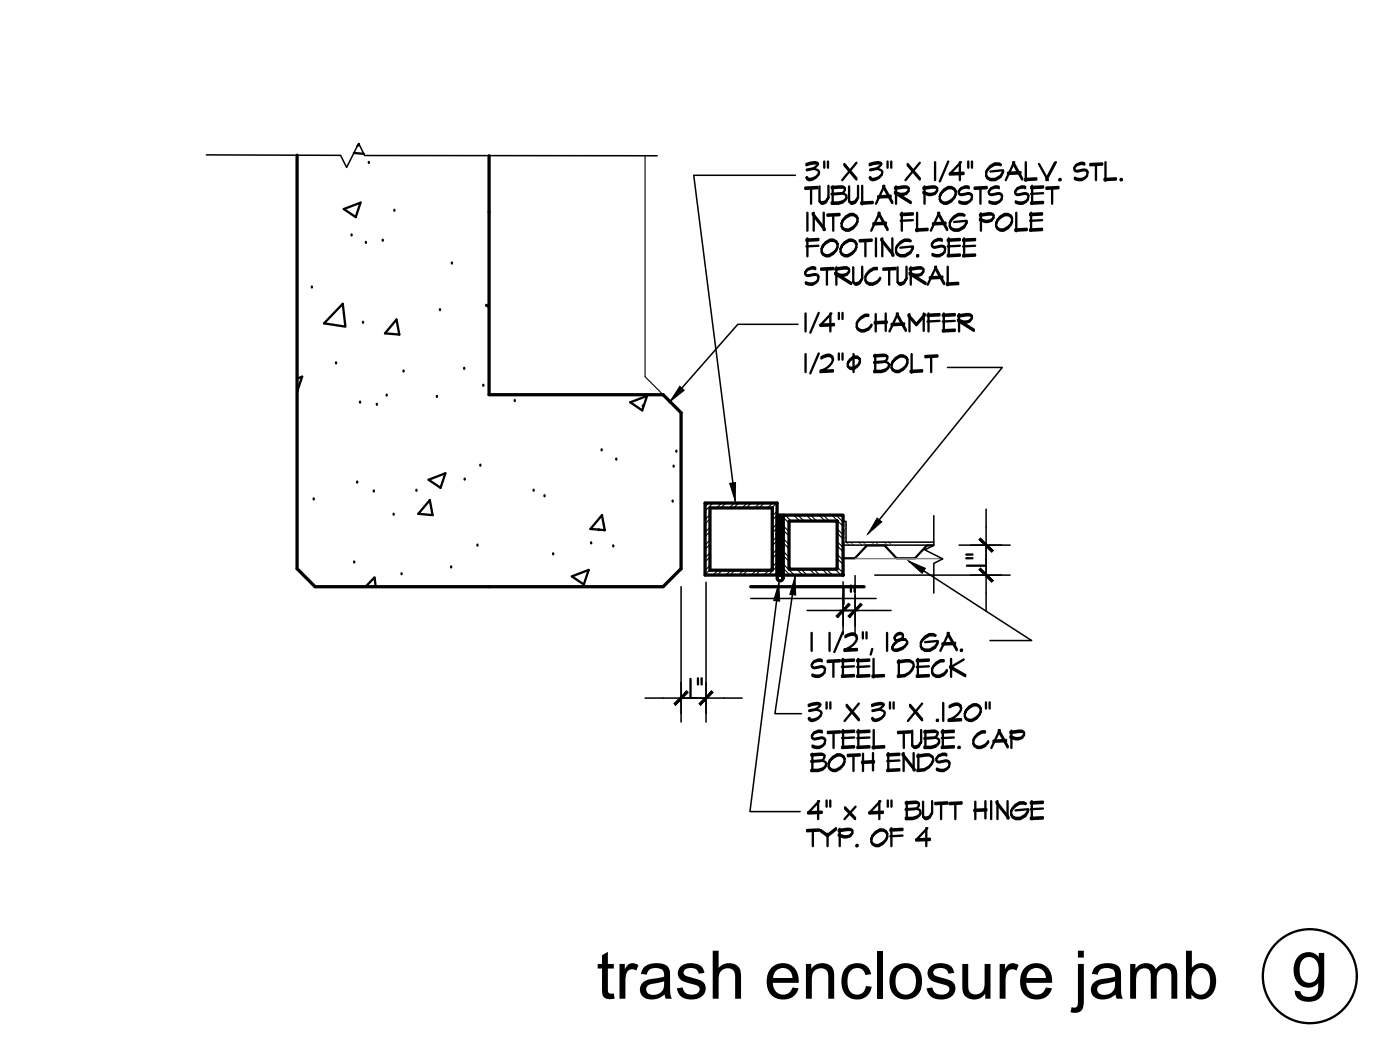 3" X 3" X 1/4" GALV. STL.
TUBULAR POSTS SET
INTO A FLAG POLE
FOOTING. SEE
STRUCTURAL
1/4" CHAMFER
1/2"Φ BOLT
1"
1"
1 1/2", 18 GA.
STEEL DECK
1"
3" X 3" X .120"
STEEL TUBE. CAP
BOTH ENDS
4" x 4" BUTT HINGE
TYP. OF 4
trash enclosure jamb g